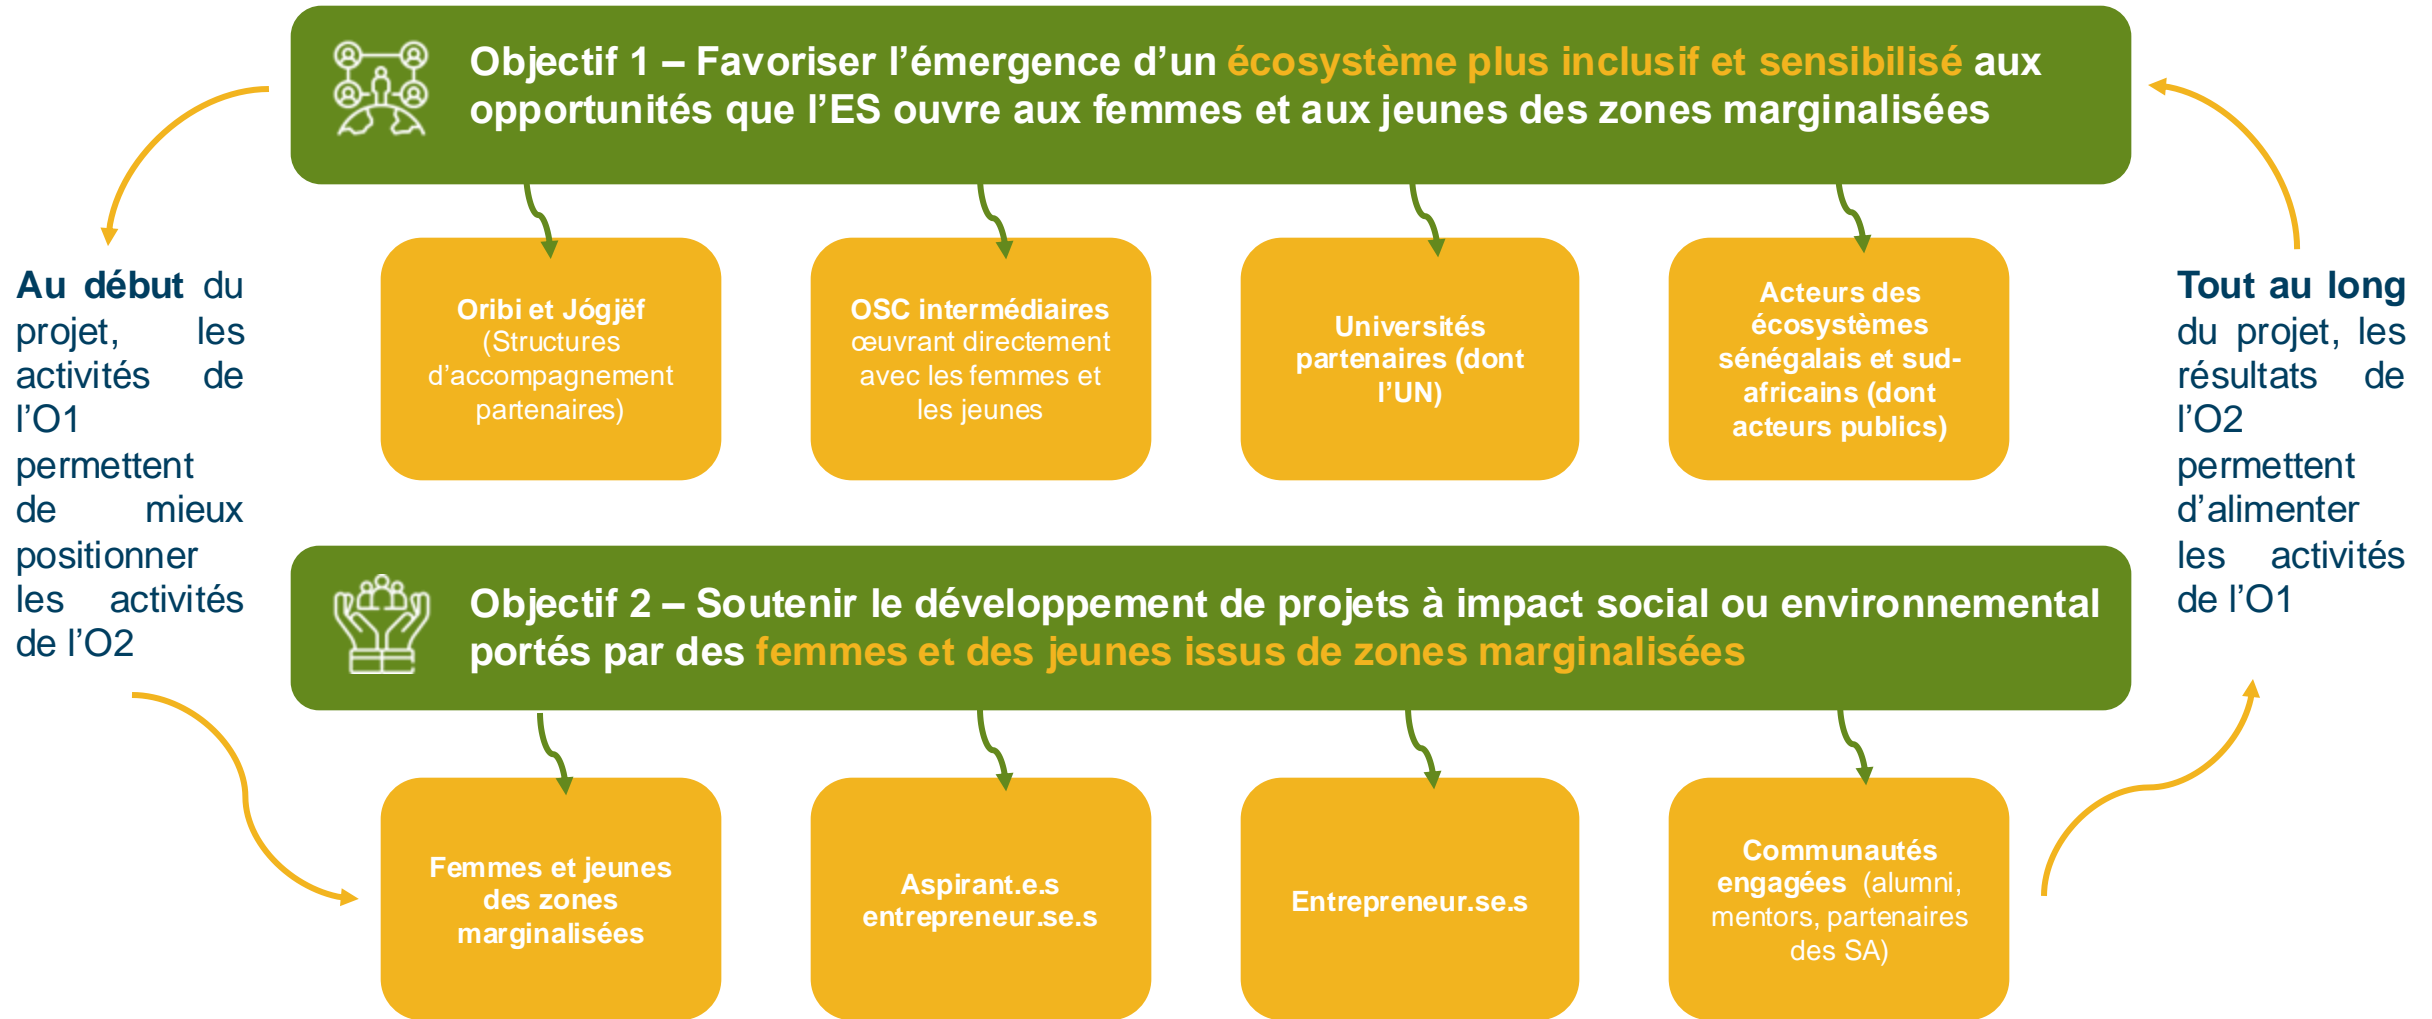 Objectif 1 – Favoriser l’émergence d’un écosystème plus inclusif et sensibilisé aux
opportunités que l’ES ouvre aux femmes et aux jeunes des zones marginalisées
Au début du
projet, les
activités de
l’O1
permettent
de mieux
positionner
les activités
de l’O2
Oribi et Jógjëf
(Structures
d’accompagnement
partenaires)
OSC intermédiaires
œuvrant directement
avec les femmes et
les jeunes
Universités
partenaires (dont
l’UN)
Acteurs des
écosystèmes
sénégalais et sud-
africains (dont
acteurs publics)
Tout au long
du projet, les
résultats de
l’O2
permettent
d’alimenter
les activités
de l’O1
Objectif 2 – Soutenir le développement de projets à impact social ou environnemental
portés par des femmes et des jeunes issus de zones marginalisées
Femmes et jeunes
des zones
marginalisées
Aspirant.e.s
entrepreneur.se.s
Entrepreneur.se.s
Communautés
engagées (alumni,
mentors, partenaires
des SA)